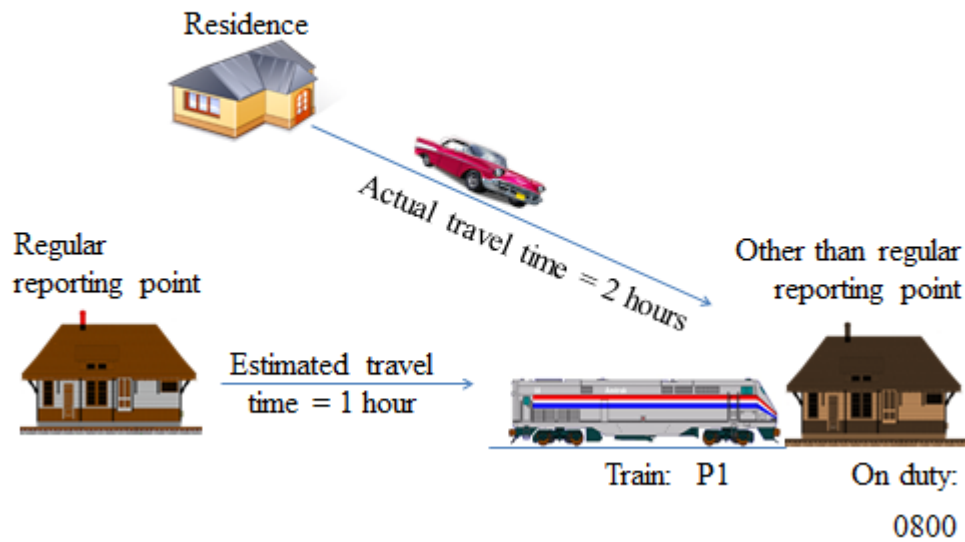 Residence
Actual travel time = 2 hours
Regular
reporting point
Other than regular
reporting point
Estimated travel
time = 1 hour
Train: P1
On duty:
0800